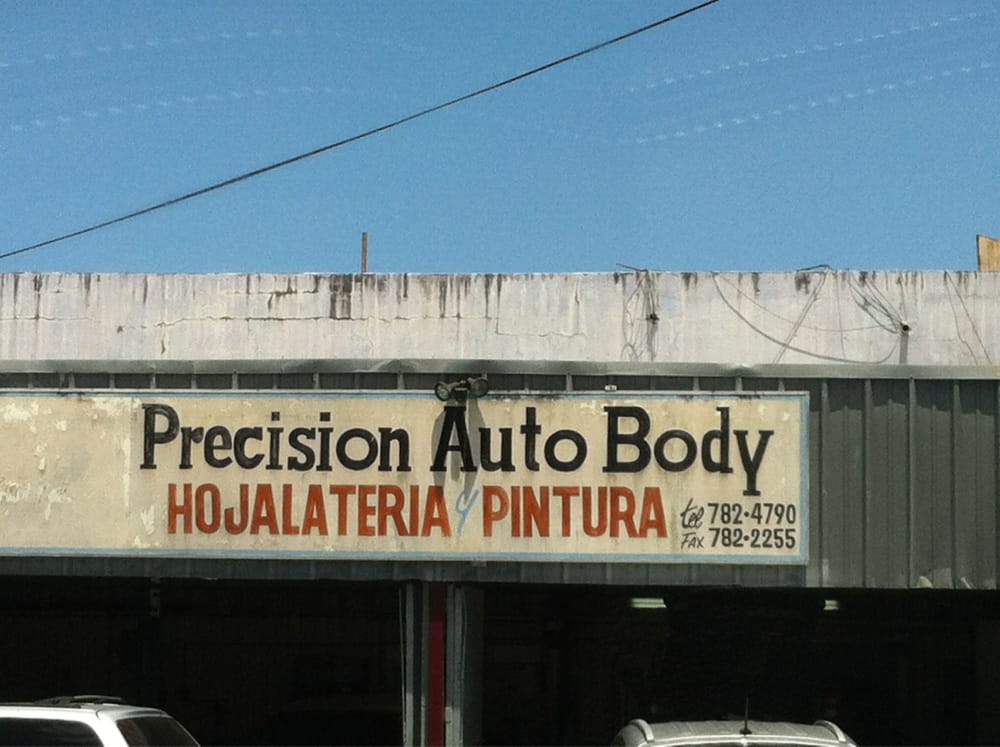 Precision Auto Body
HOJALATERIA y PINTURA
tel 782•4790
FAX 782•2255